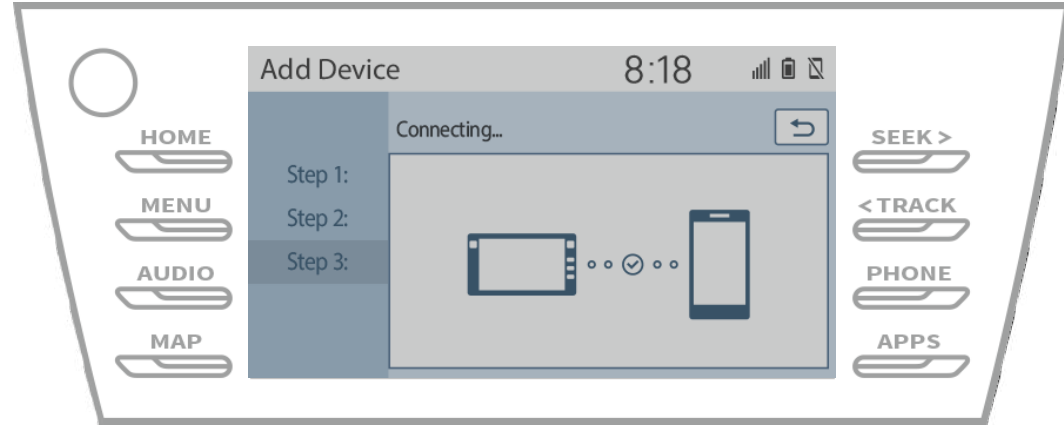 Add Device 8:18
HOME
MENU
AUDIO
MAP
Connecting...
Step 1:
Step 2:
Step 3:
SEEK >
< TRACK
PHONE
APPS